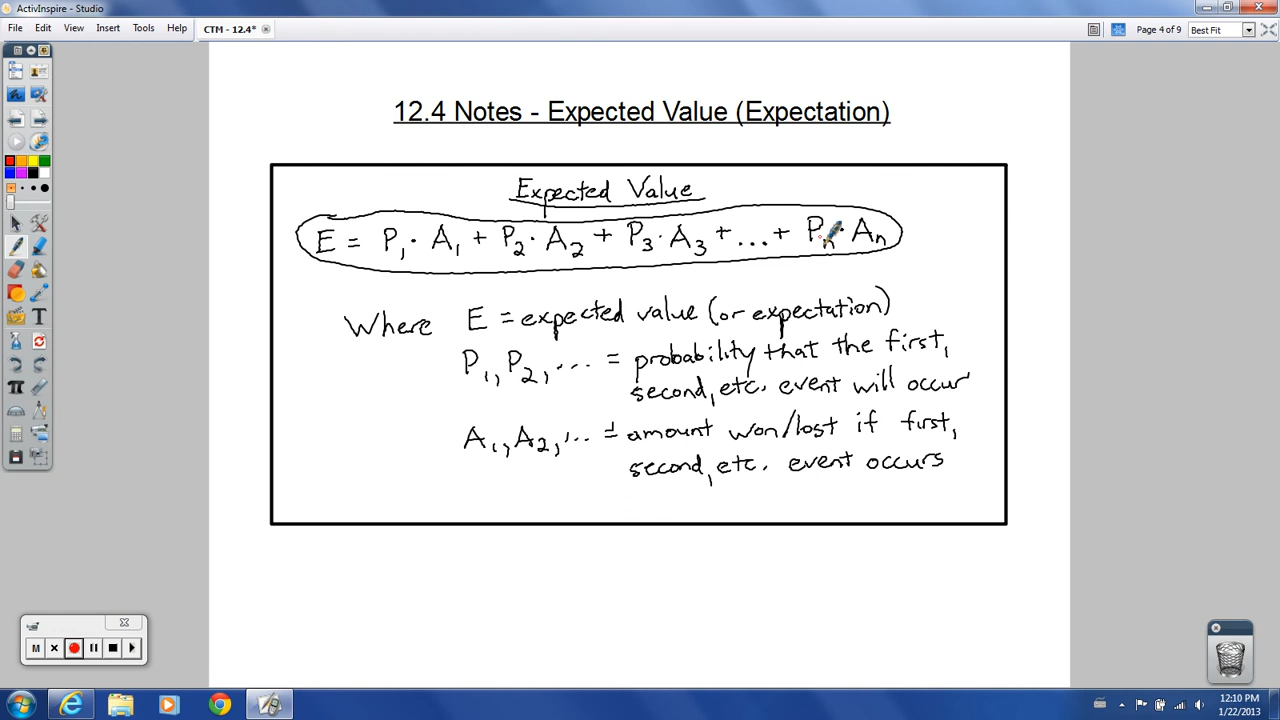 ActivInspire - Studio
File Edit View Insert Tools Help
CTM - 12.4*
Page 4 of 9
Best Fit
12.4 Notes - Expected Value (Expectation)
Expected Value
E = P₁ · A₁ + P₂ · A₂ + P₃ · A₃ + ... + Pₙ · Aₙ
Where E = expected value (or expectation)
P₁, P₂, ... = probability that the first,
second, etc. event will occur
A₁, A₂, ... = amount won/lost if first,
second, etc. event occurs
M
12:10 PM
1/22/2013